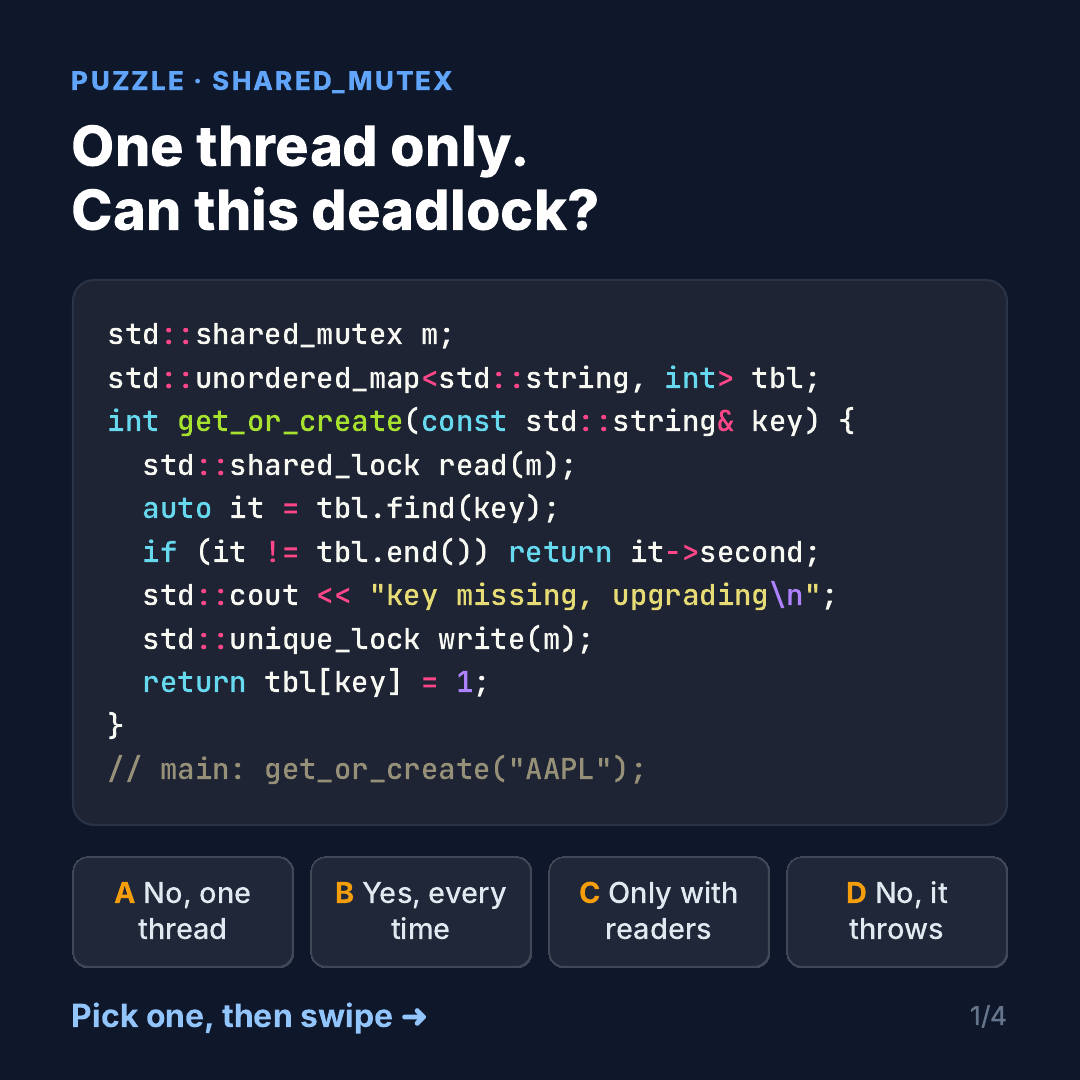 PUZZLE · SHARED_MUTEX
One thread only.
Can this deadlock?
std::shared_mutex m;
std::unordered_map<std::string, int> tbl;
int get_or_create(const std::string& key) {
  std::shared_lock read(m);
  auto it = tbl.find(key);
  if (it != tbl.end()) return it->second;
  std::cout << "key missing, upgrading\n";
  std::unique_lock write(m);
  return tbl[key] = 1;
}
// main: get_or_create("AAPL");
A No, one
thread
B Yes, every
time
C Only with
readers
D No, it
throws
Pick one, then swipe ➜
1/4